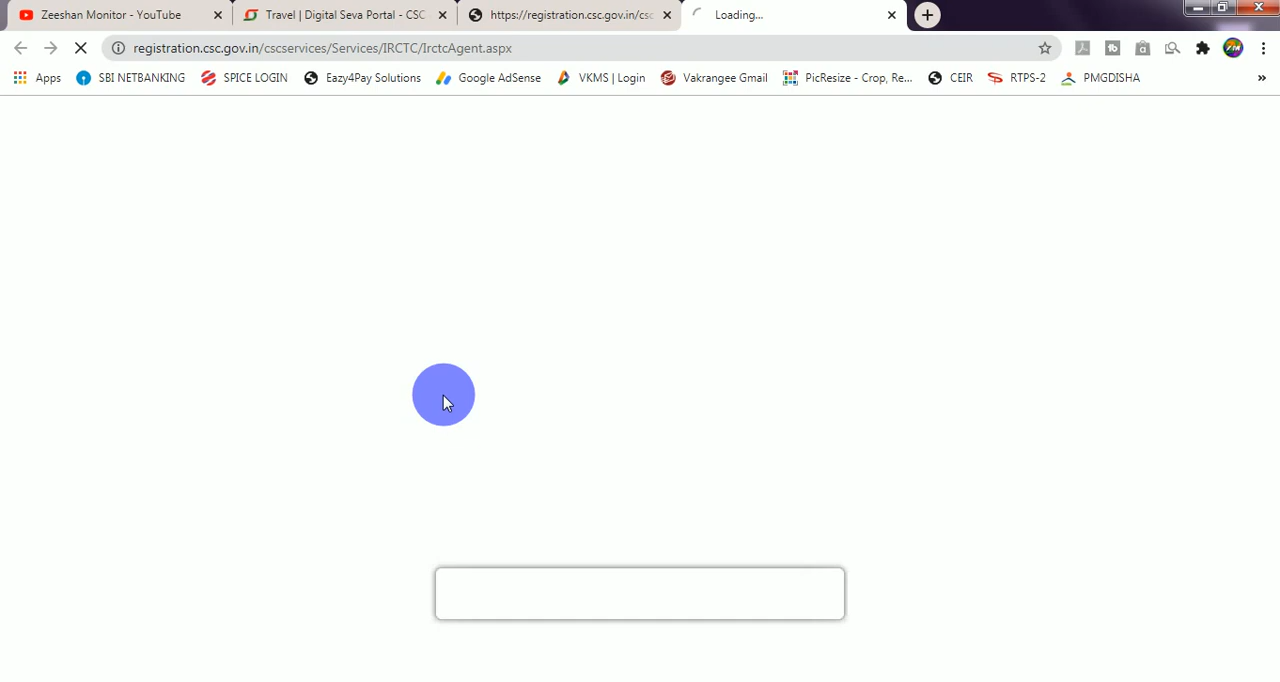 Zeeshan Monitor - YouTube
Travel | Digital Seva Portal - CSC
https://registration.csc.gov.in/csc
Loading...
registration.csc.gov.in/cscservices/Services/IRCTC/IrctcAgent.aspx
Apps SBI NETBANKING SPICE LOGIN Eazy4Pay Solutions Google AdSense VKMS | Login Vakrangee Gmail PicResize - Crop, Re... CEIR RTPS-2 PMGDISHA »